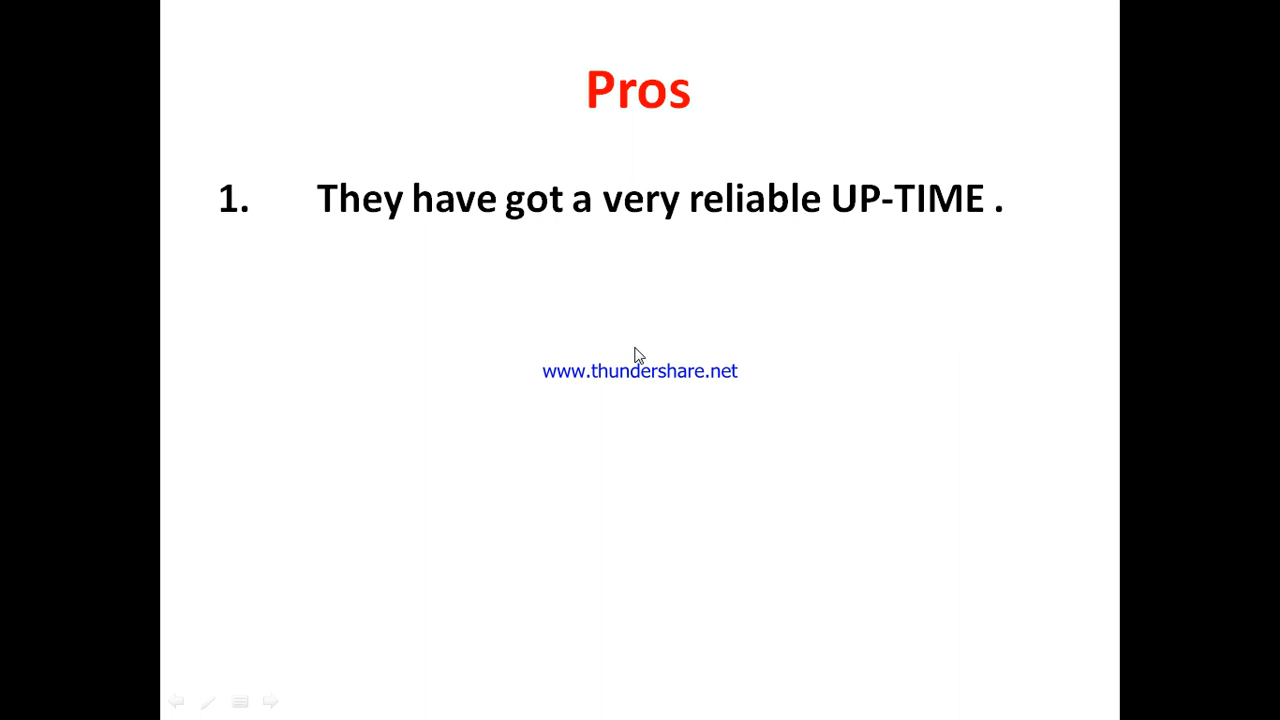 Pros
1. They have got a very reliable UP-TIME .
www.thundershare.net